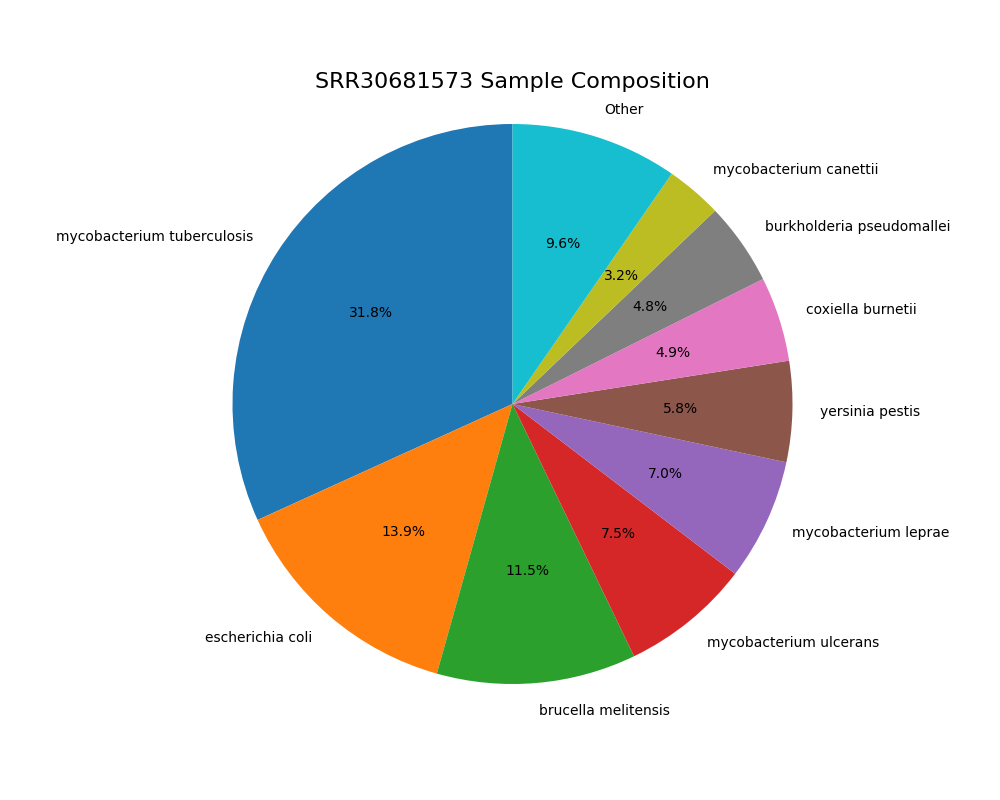 SRR30681573 Sample Composition
Other
mycobacterium canettii
burkholderia pseudomallei
mycobacterium tuberculosis
9.6%
3.2%
4.8%
coxiella burnetii
31.8%
4.9%
5.8%
yersinia pestis
7.0%
13.9%
7.5%
mycobacterium leprae
11.5%
escherichia coli
mycobacterium ulcerans
brucella melitensis